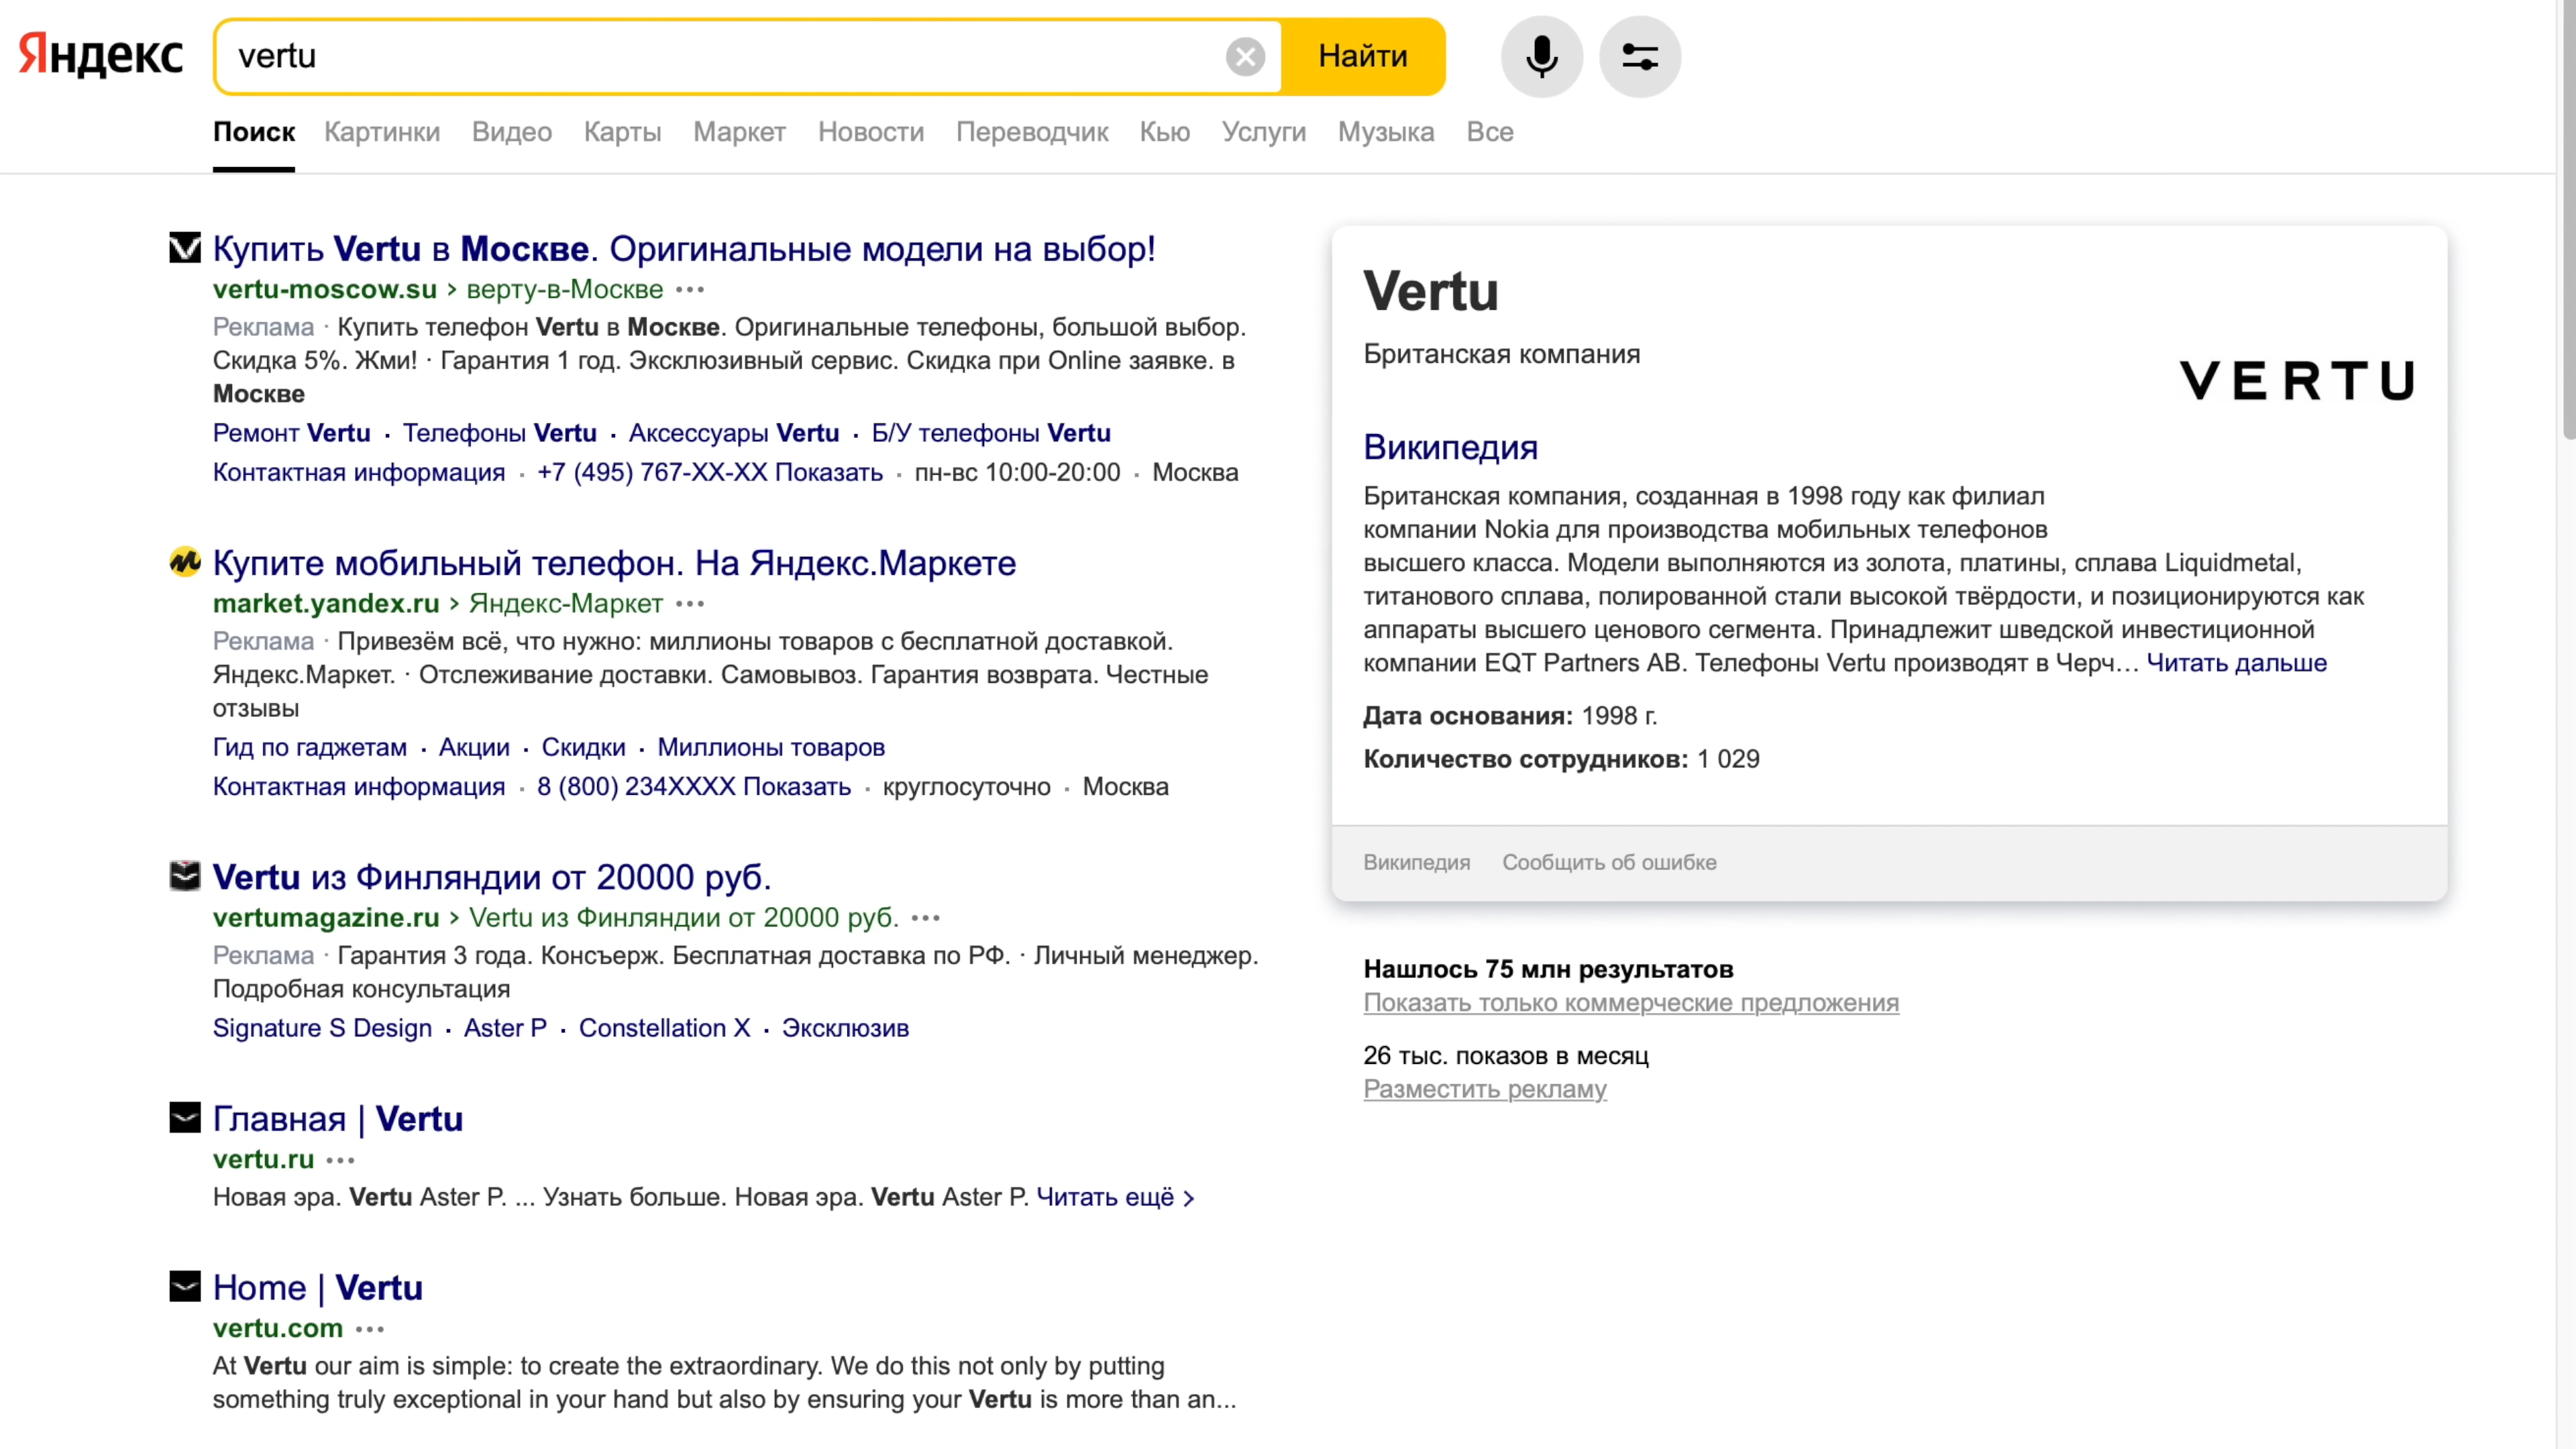 Яндекс
vertu
Найти
Поиск Картинки Видео Карты Маркет Новости Переводчик Кью Услуги Музыка Все
Купить Vertu в Москве. Оригинальные модели на выбор!
vertu-moscow.su › верту-в-Москве •••
Реклама · Купить телефон Vertu в Москве. Оригинальные телефоны, большой выбор.
Скидка 5%. Жми! · Гарантия 1 год. Эксклюзивный сервис. Скидка при Online заявке. в
Москве
Ремонт Vertu · Телефоны Vertu · Аксессуары Vertu · Б/У телефоны Vertu
Контактная информация · +7 (495) 767-XX-XX Показать · пн-вс 10:00-20:00 · Москва
Купите мобильный телефон. На Яндекс.Маркете
market.yandex.ru › Яндекс-Маркет •••
Реклама · Привезём всё, что нужно: миллионы товаров с бесплатной доставкой.
Яндекс.Маркет. · Отслеживание доставки. Самовывоз. Гарантия возврата. Честные
отзывы
Гид по гаджетам · Акции · Скидки · Миллионы товаров
Контактная информация · 8 (800) 234XXXX Показать · круглосуточно · Москва
Vertu из Финляндии от 20000 руб.
vertumagazine.ru › Vertu из Финляндии от 20000 руб. •••
Реклама · Гарантия 3 года. Консъерж. Бесплатная доставка по РФ. · Личный менеджер.
Подробная консультация
Signature S Design · Aster P · Constellation X · Эксклюзив
Главная | Vertu
vertu.ru •••
Новая эра. Vertu Aster P. ... Узнать больше. Новая эра. Vertu Aster P. Читать ещё ›
Home | Vertu
vertu.com •••
At Vertu our aim is simple: to create the extraordinary. We do this not only by putting
something truly exceptional in your hand but also by ensuring your Vertu is more than an...
Vertu
Британская компания
VERTU
Википедия
Британская компания, созданная в 1998 году как филиал
компании Nokia для производства мобильных телефонов
высшего класса. Модели выполняются из золота, платины, сплава Liquidmetal,
титанового сплава, полированной стали высокой твёрдости, и позиционируются как
аппараты высшего ценового сегмента. Принадлежит шведской инвестиционной
компании EQT Partners AB. Телефоны Vertu производят в Черч… Читать дальше
Дата основания: 1998 г.
Количество сотрудников: 1 029
Википедия Сообщить об ошибке
Нашлось 75 млн результатов
Показать только коммерческие предложения
26 тыс. показов в месяц
Разместить рекламу